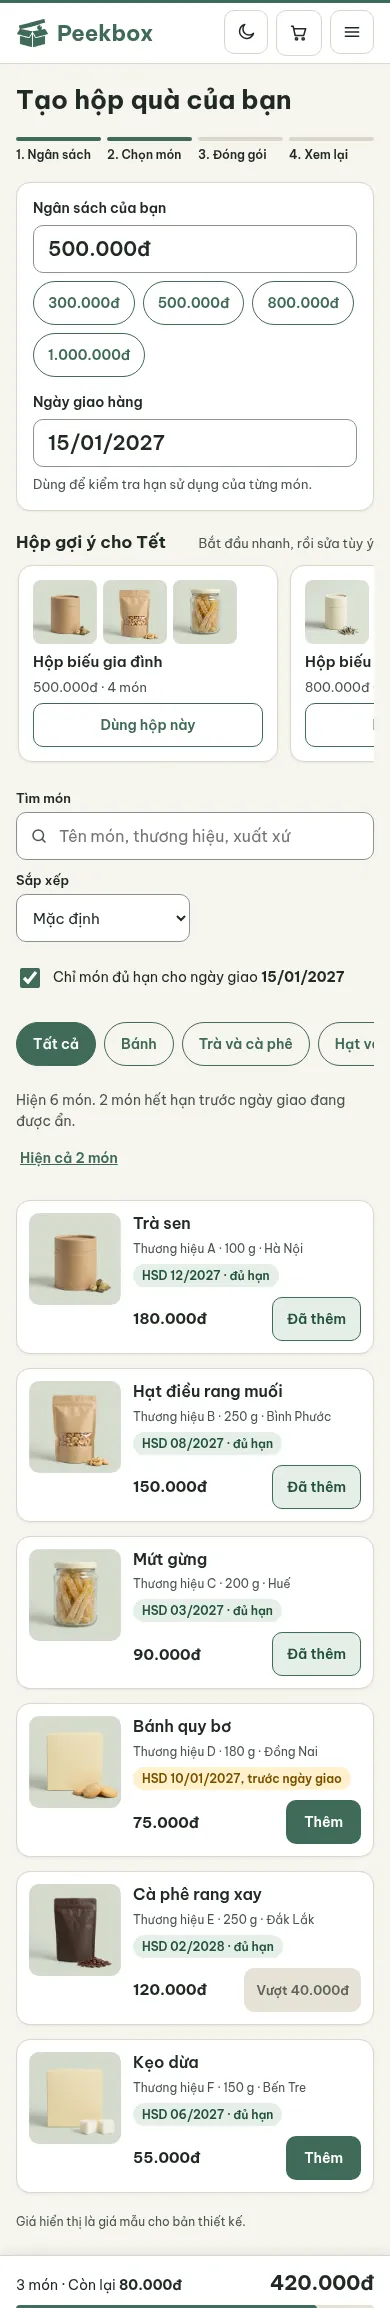 Peekbox
Tạo hộp quà của bạn
1. Ngân sách
2. Chọn món
3. Đóng gói
4. Xem lại
Ngân sách của bạn
500.000đ
300.000đ
500.000đ
800.000đ
1.000.000đ
Ngày giao hàng
15/01/2027
Dùng để kiểm tra hạn sử dụng của từng món.
Hộp gợi ý cho Tết
Bắt đầu nhanh, rồi sửa tùy ý
Hộp biếu gia đình
500.000đ · 4 món
Dùng hộp này
Hộp biếu
800.000đ
Tìm món
Tên món, thương hiệu, xuất xứ
Sắp xếp
Mặc định
Chỉ món đủ hạn cho ngày giao 15/01/2027
Tất cả
Bánh
Trà và cà phê
Hạt
Hiện 6 món. 2 món hết hạn trước ngày giao đang
được ẩn.
Hiện cả 2 món
Trà sen
Thương hiệu A · 100 g · Hà Nội
HSD 12/2027 · đủ hạn
180.000đ
Đã thêm
Hạt điều rang muối
Thương hiệu B · 250 g · Bình Phước
HSD 08/2027 · đủ hạn
150.000đ
Đã thêm
Mứt gừng
Thương hiệu C · 200 g · Huế
HSD 03/2027 · đủ hạn
90.000đ
Đã thêm
Bánh quy bơ
Thương hiệu D · 180 g · Đồng Nai
HSD 10/01/2027, trước ngày giao
75.000đ
Thêm
Cà phê rang xay
Thương hiệu E · 250 g · Đắk Lắk
HSD 02/2028 · đủ hạn
120.000đ
Vượt 40.000đ
Kẹo dừa
Thương hiệu F · 150 g · Bến Tre
HSD 06/2027 · đủ hạn
55.000đ
Thêm
Giá hiển thị là giá mẫu cho bản thiết kế.
3 món · Còn lại 80.000đ
420.000đ